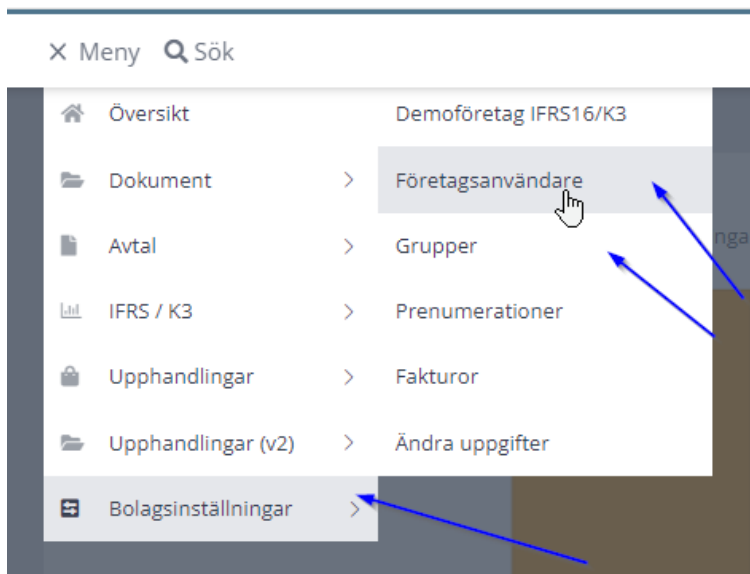 Meny Sök
Översikt
Dokument
Avtal
IFRS / K3
Upphandlingar
Upphandlingar (v2)
Bolagsinställningar
Demoföretag IFRS16/K3
Företagsanvändare
Grupper
Prenumerationer
Fakturor
Ändra uppgifter
nga